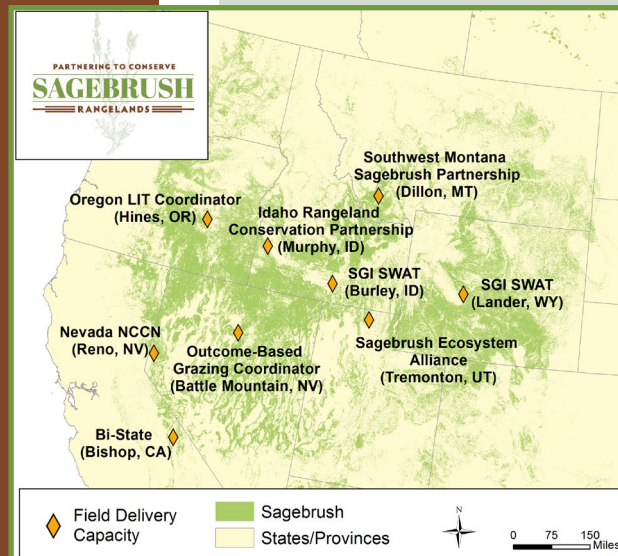 PARTNERING TO CONSERVE
SAGEBRUSH
RANGELANDS
Southwest Montana
Sagebrush Partnership
(Dillon, MT)
Oregon LIT Coordinator
(Hines, OR)
Idaho Rangeland
Conservation Partnership
(Murphy, ID)
SGI SWAT
(Burley, ID)
SGI SWAT
(Lander, WY)
Nevada NCCN
(Reno, NV)
Outcome-Based
Grazing Coordinator
(Battle Mountain, NV)
Sagebrush Ecosystem
Alliance
(Tremonton, UT)
Bi-State
(Bishop, CA)
Field Delivery
Capacity
Sagebrush
States/Provinces
N
0 75 150
Miles